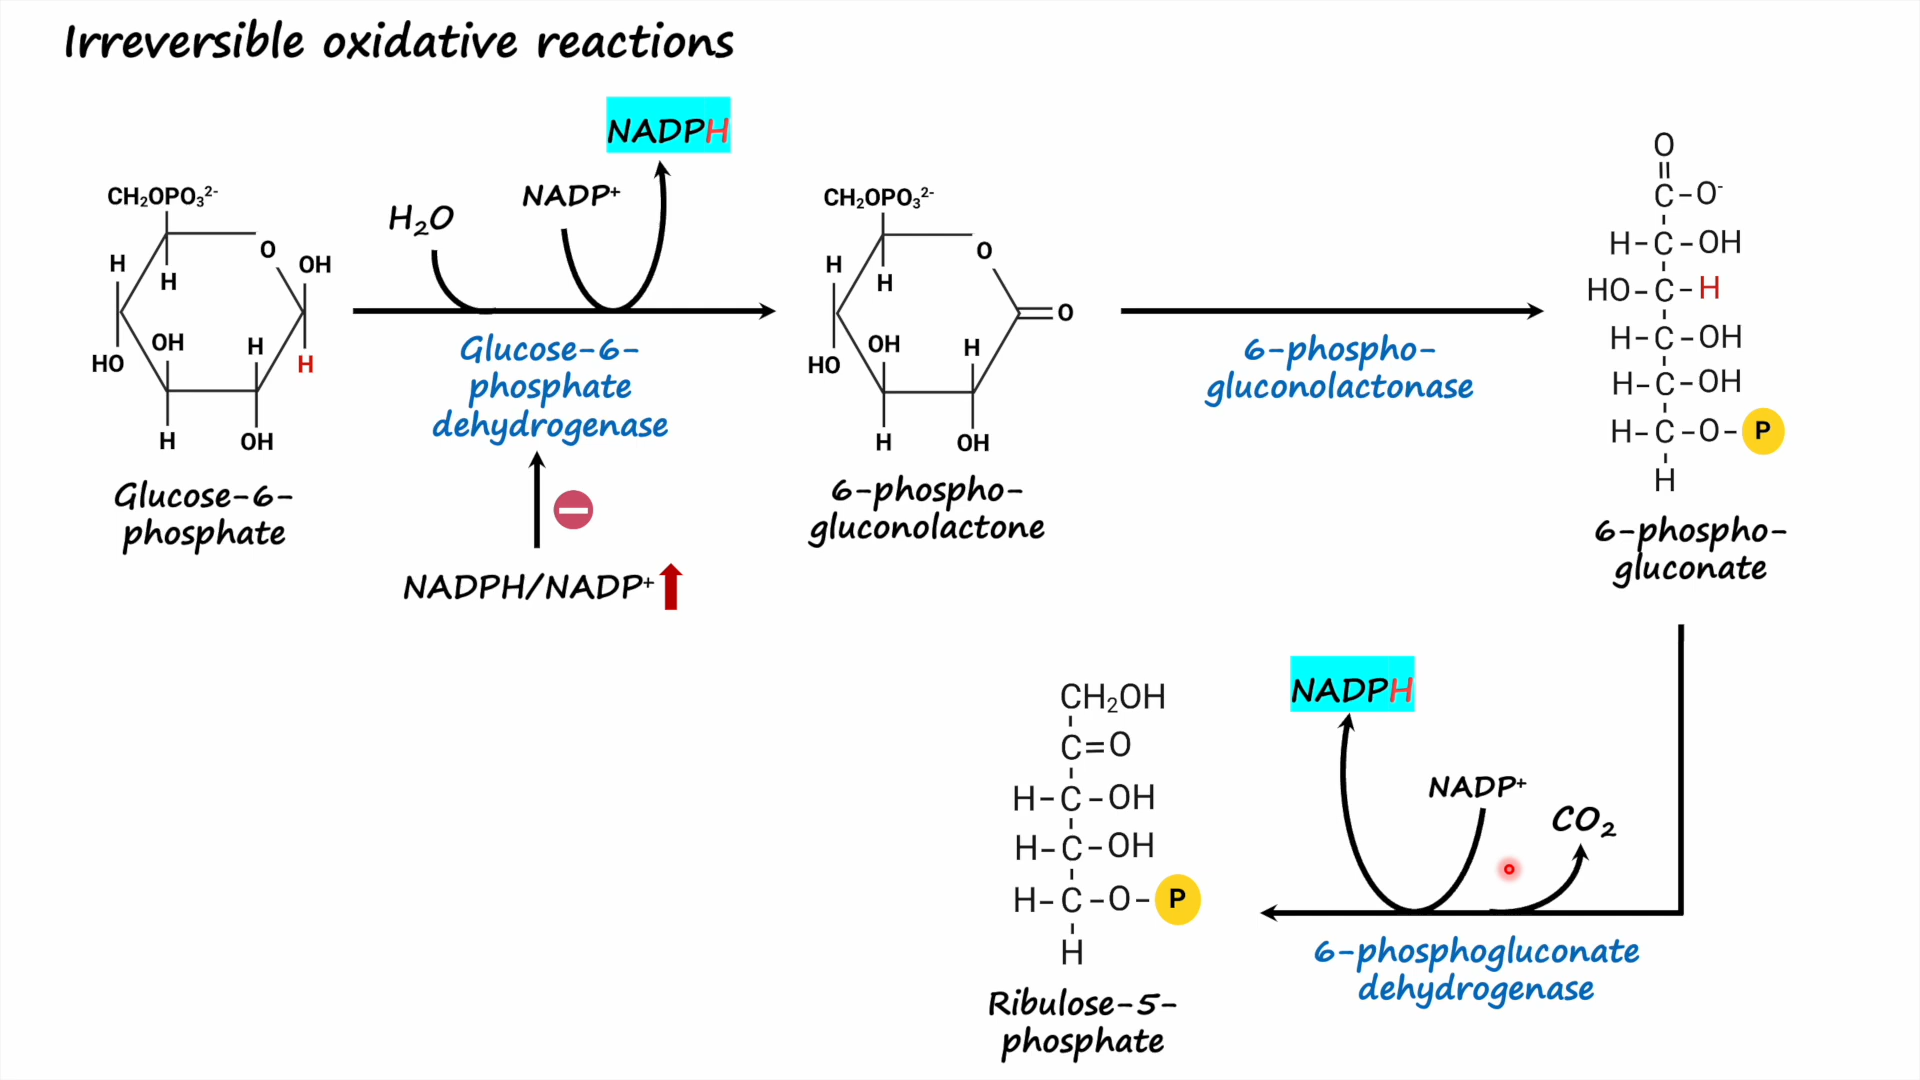 Irreversible oxidative reactions
NADPH
CH₂OPO₃²⁻
H
H
O
OH
OH
H
HO
H
H
OH
Glucose-6-
phosphate
H₂O
NADP⁺
Glucose-6-
phosphate
dehydrogenase
NADPH/NADP⁺
CH₂OPO₃²⁻
H
H
O
O
OH
H
HO
H
OH
6-phospho-
gluconolactone
6-phospho-
gluconolactonase
O
C-O⁻
H-C-OH
HO-C-H
H-C-OH
H-C-OH
H-C-O-P
H
6-phospho-
gluconate
NADPH
NADP⁺
CO₂
6-phosphogluconate
dehydrogenase
CH₂OH
C=O
H-C-OH
H-C-OH
H-C-O-P
H
Ribulose-5-
phosphate